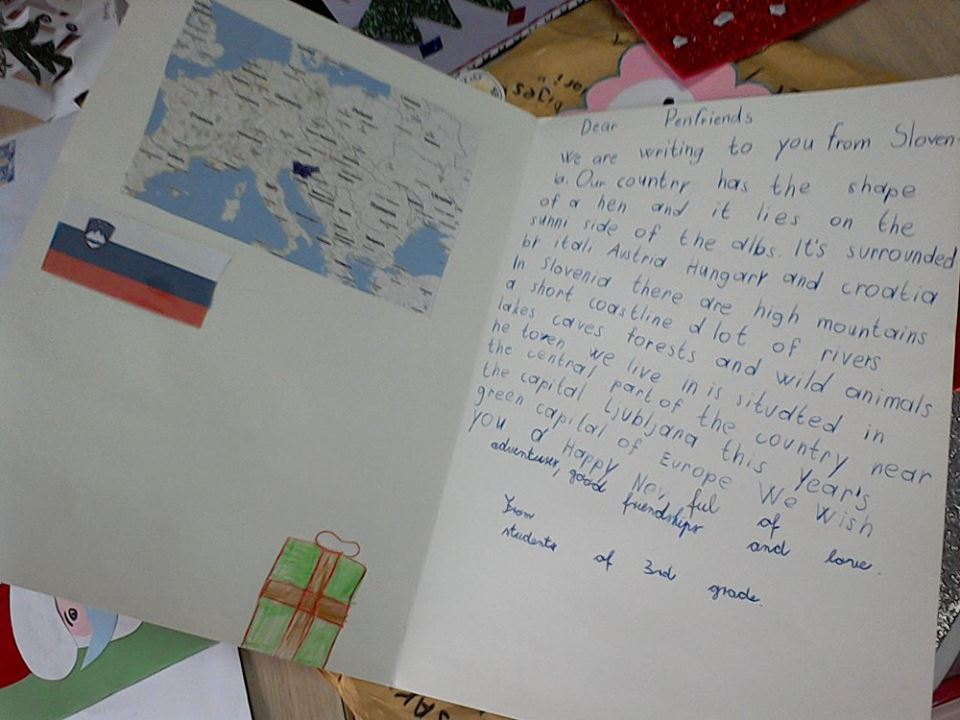 Dear Penfriends
We are writing to you from Sloven-
ia. Our country has the shape
of a hen and it lies on the
sunni side of the albs. It's surrounded
br itali Austria Hungary and croatia
In Slovenia there are high mountains
a short coastline a lot of rivers
lakes caves forests and wild animals
he town we live in is situated in
the central part of the country near
the capital Ljubljana this year's
green capital of Europe We Wish
you a Happy New ful of
adventures, good friendships and love.
From
students of 3rd grade.